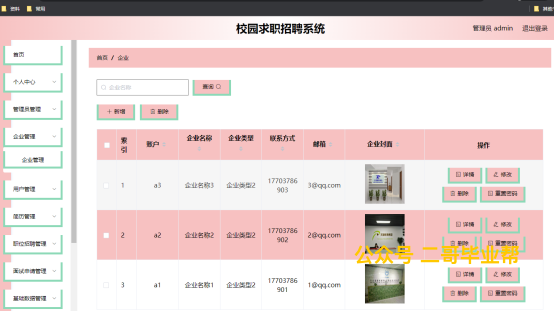 资料 常用
校园求职招聘系统
管理员 admin 退出登录
首页
个人中心
管理员管理
企业管理
企业管理
用户管理
简历管理
职位招聘管理
面试申请管理
基础数据管理
首页 / 企业
企业名称
查询
+ 新增 删除
索引 账户 企业名称 企业类型 联系方式 邮箱 企业封面 操作
1 a3 企业名称3 企业类型2 17703786903 3@qq.com 详情 修改 删除 重置密码
2 a2 企业名称2 企业类型2 17703786902 2@qq.com 详情 修改 删除 重置密码
3 a1 企业名称1 企业类型2 17703786901 1@qq.com 详情 修改 删除 重置密码
公众号 二哥毕业帮